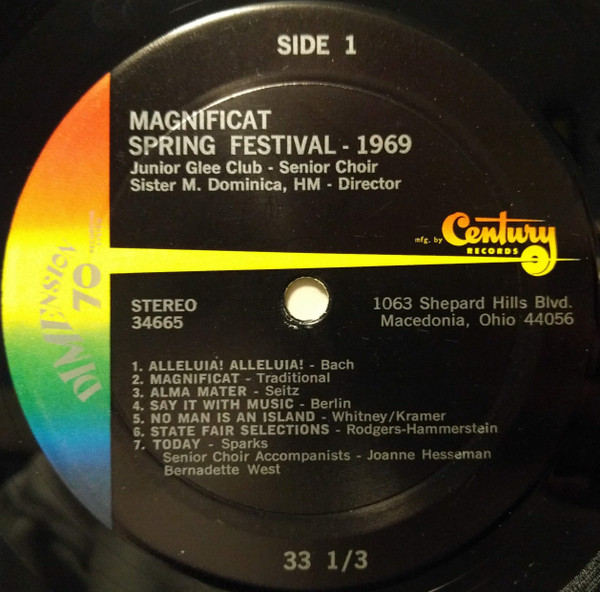 SIDE 1
MAGNIFICAT
SPRING FESTIVAL - 1969
Junior Glee Club - Senior Choir
Sister M. Dominica, HM - Director
mfg. by Century
RECORDS
DIMENSION
70
STEREO
34665
1063 Shepard Hills Blvd.
Macedonia, Ohio 44056
1. ALLELUIA! ALLELUIA! - Bach
2. MAGNIFICAT - Traditional
3. ALMA MATER - Seitz
4. SAY IT WITH MUSIC - Berlin
5. NO MAN IS AN ISLAND - Whitney/Kramer
6. STATE FAIR SELECTIONS - Rodgers-Hammerstein
7. TODAY - Sparks
Senior Choir Accompanists - Joanne Hesseman
Bernadette West
33 1/3